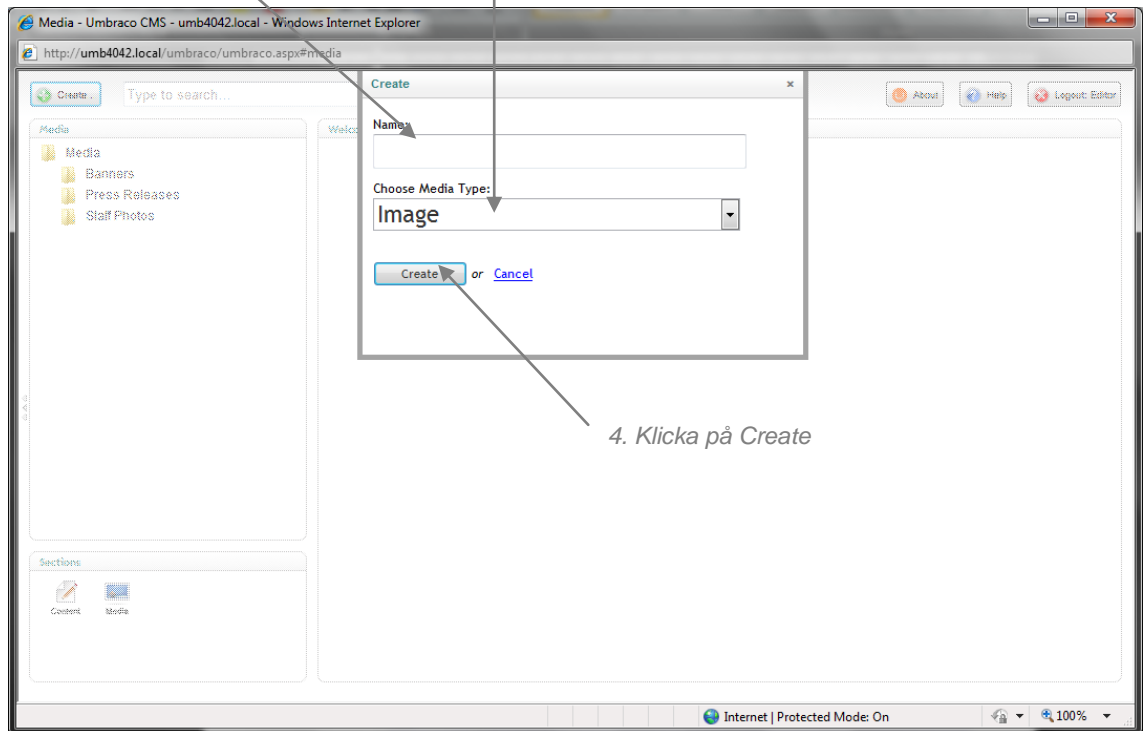 Media - Umbraco CMS - umb4042.local - Windows Internet Explorer
http://umb4042.local/umbraco/umbraco.aspx#media
Create
×
Create .
Type to search...
About
Help
Logout: Editor
Media
Name:
Media
Banners
Press Releases
Staff Photos
Choose Media Type:
Image
Create or Cancel
4. Klicka på Create
Sections
Content
Media
Internet | Protected Mode: On
100%